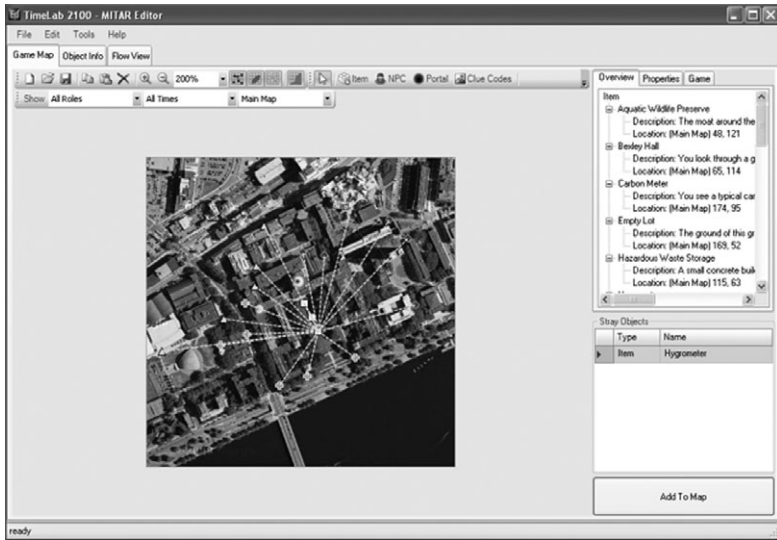 TimeLab 2100 - MITAR Editor
File Edit Tools Help
Game Map Object Info Flow View
200% Item NPC Portal Clue Codes
Show All Roles All Times Main Map
Overview Properties Game
Item
Aquatic Wildlife Preserve
Description: The moat around the
Location: (Main Map) 48, 121
Bexley Hall
Description: You look through a g
Location: (Main Map) 65, 114
Carbon Meter
Description: You see a typical car
Location: (Main Map) 174, 95
Empty Lot
Description: The ground of this gr
Location: (Main Map) 169, 52
Hazardous Waste Storage
Description: A small concrete buil
Location: (Main Map) 115, 63
Stray Objects
Type Name
Item Hygrometer
Add To Map
ready